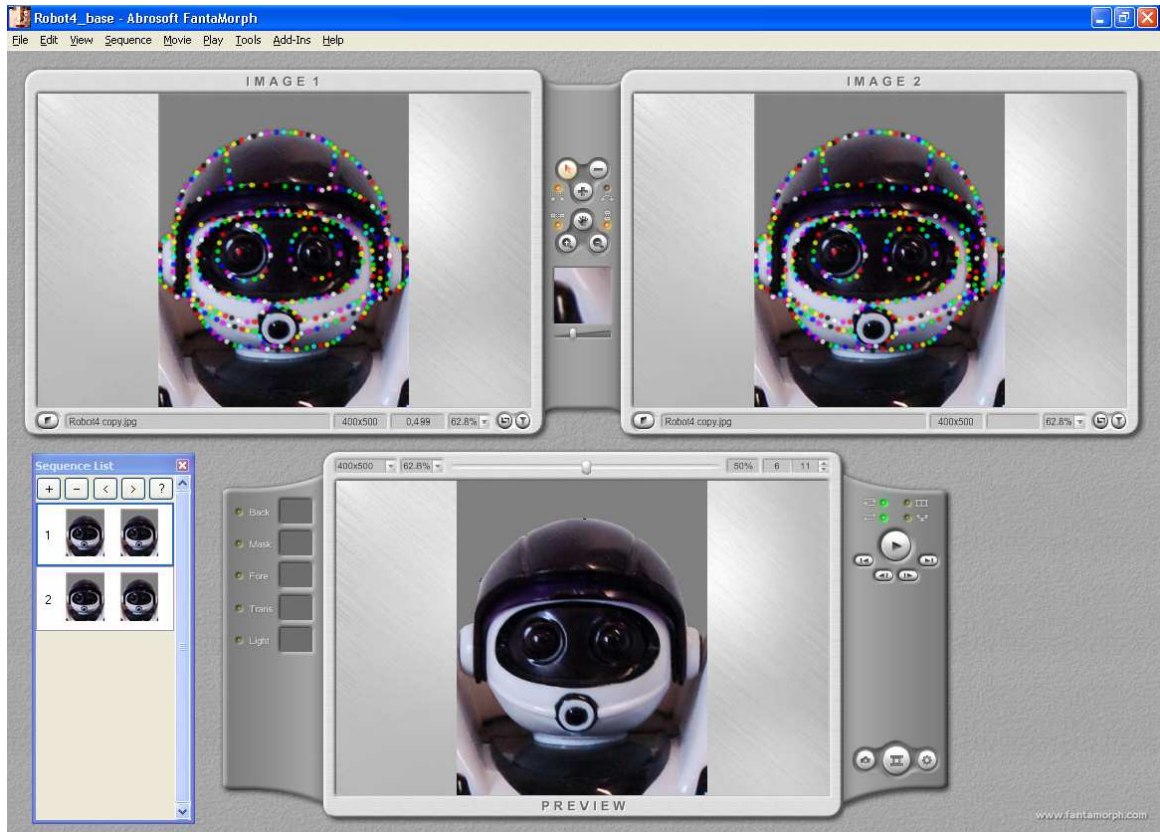 Robot4_base - Abrosoft FantaMorph
File Edit View Sequence Movie Play Tools Add-Ins Help
IMAGE 1
IMAGE 2
Robot4 copy.jpg 400x500 0,499 62.8%
Robot4 copy.jpg 400x500 62.8%
Sequence List
+ - < > ?
1
2
400x500 62.8% 50% 6 11
Back
Mask
Fore
Trans
Light
PREVIEW
www.fantamorph.com